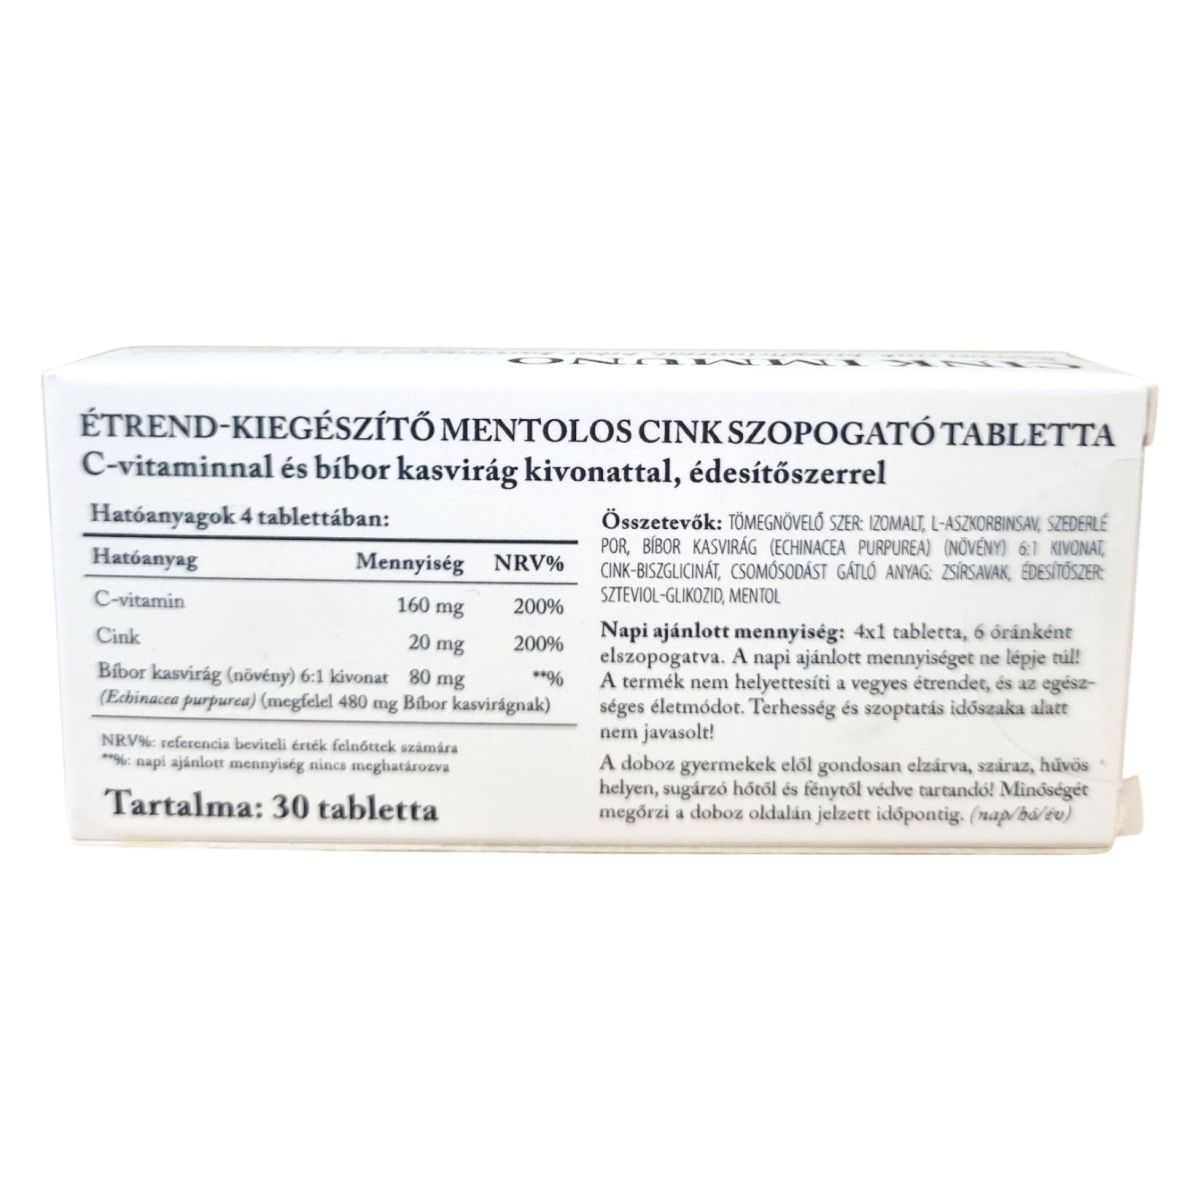 CINK IMMUNO
ÉTREND-KIEGÉSZÍTŐ MENTOLOS CINK SZOPOGATÓ TABLETTA
C-vitaminnal és bíbor kasvirág kivonattal, édesítőszerrel
Hatóanyagok 4 tablettában:
Hatóanyag Mennyiség NRV%
C-vitamin 160 mg 200%
Cink 20 mg 200%
Bíbor kasvirág (növény) 6:1 kivonat 80 mg **%
(Echinacea purpurea) (megfelel 480 mg Bíbor kasvirágnak)
NRV%: referencia beviteli érték felnőttek számára
**%: napi ajánlott mennyiség nincs meghatározva
Tartalma: 30 tabletta
Összetevők: TÖMEGNÖVELŐ SZER: IZOMALT, L-ASZKORBINSAV, SZEDERLÉ
POR, BÍBOR KASVIRÁG (ECHINACEA PURPUREA) (NÖVÉNY) 6:1 KIVONAT,
CINK-BISZGLICINÁT, CSOMÓSODÁST GÁTLÓ ANYAG: ZSÍRSAVAK, ÉDESÍTŐSZER:
SZTEVIOL-GLIKOZID, MENTOL
Napi ajánlott mennyiség: 4x1 tabletta, 6 óránként
elszopogatva. A napi ajánlott mennyiséget ne lépje túl!
A termék nem helyettesíti a vegyes étrendet, és az egész-
séges életmódot. Terhesség és szoptatás időszaka alatt
nem javasolt!
A doboz gyermekek elől gondosan elzárva, száraz, hűvös
helyen, sugárzó hőtől és fénytől védve tartandó! Minőségét
megőrzi a doboz oldalán jelzett időpontig. (nap/hó/év)